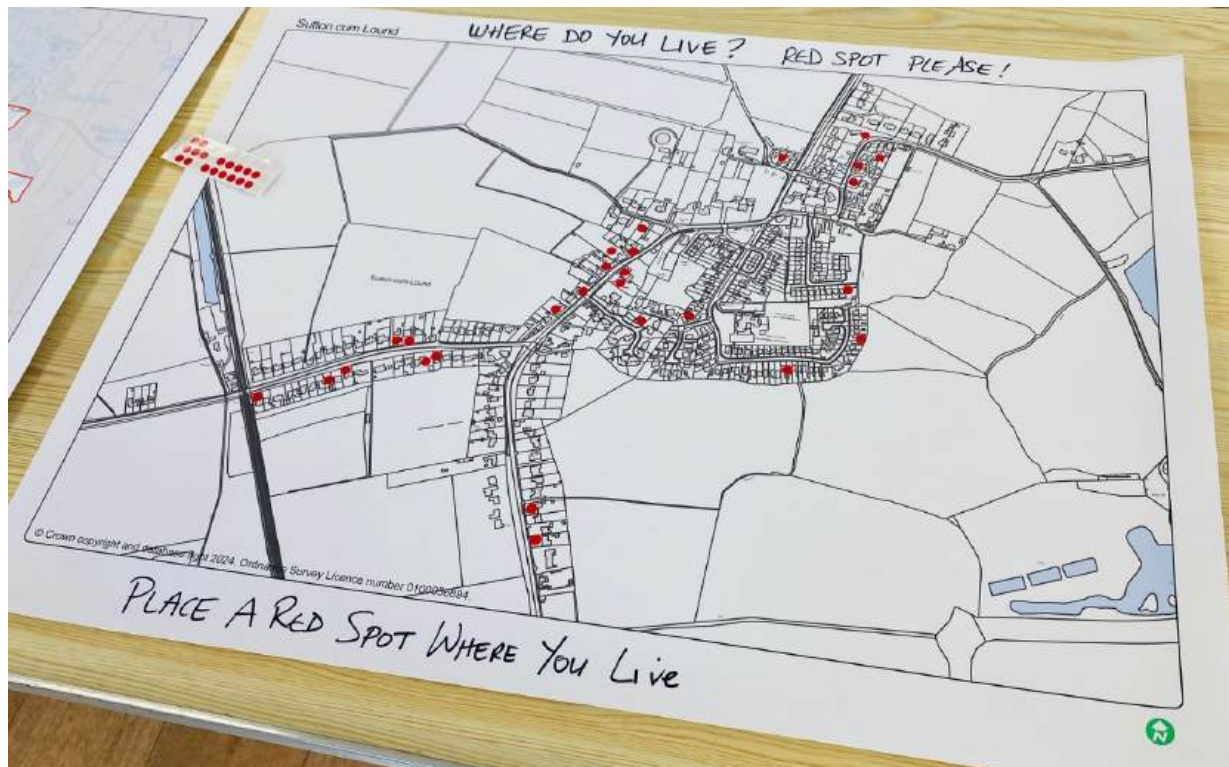 Sutton cum Lound
WHERE DO YOU LIVE? RED SPOT PLEASE!
Sutton cum Lound
© Crown copyright and database right 2024. Ordnance Survey Licence number 0100036894
PLACE A RED SPOT WHERE YOU Live
N